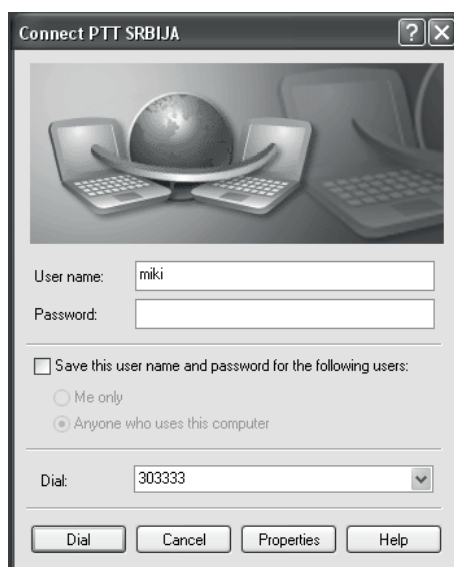 Connect PTT SRBIJA
User name: miki
Password:
Save this user name and password for the following users:
Me only
Anyone who uses this computer
Dial: 303333
Dial Cancel Properties Help